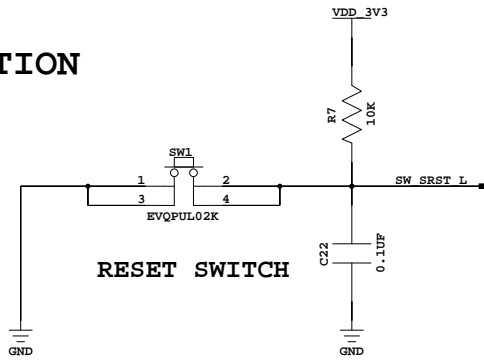 VDD_3V3
TION
R7
10K
SW1
1
2
SW_SRST_L
3
4
EVQPUL02K
C22
0.1UF
RESET SWITCH
GND
GND